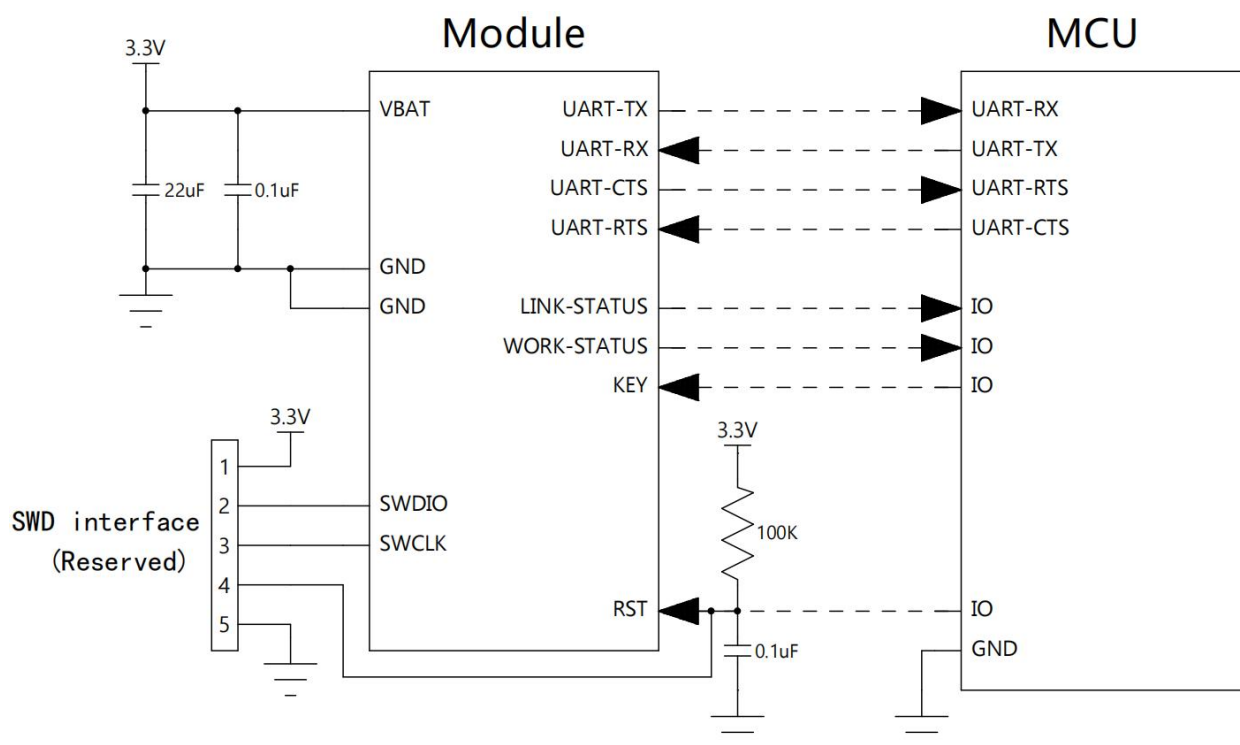 Module
MCU
3.3V
VBAT
UART-TX
UART-RX
UART-RX
UART-TX
22uF
0.1uF
UART-CTS
UART-RTS
UART-RTS
UART-CTS
GND
GND
LINK-STATUS
IO
WORK-STATUS
IO
KEY
IO
3.3V
3.3V
1
2
SWDIO
SWD interface
3
SWCLK
100K
(Reserved)
4
RST
IO
5
0.1uF
GND